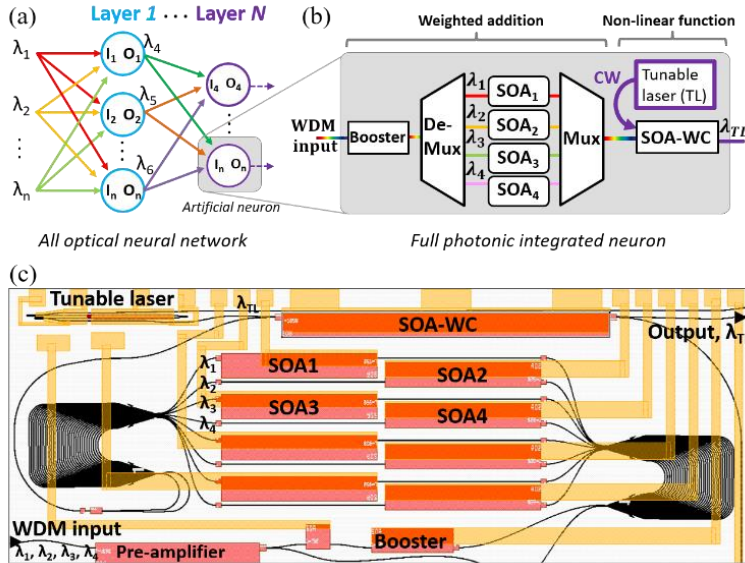 (a)
Layer 1 ··· Layer N
λ1
λ2
⋮
λn
I1 O1
I2 O2
⋮
In On
λ4
λ5
λ6
I4 O4
⋮
In On
Artificial neuron
All optical neural network
(b)
Weighted addition
Non-linear function
WDM
input
Booster
De-
Mux
λ1
λ2
λ3
λ4
SOA1
SOA2
SOA3
SOA4
Mux
CW
Tunable
laser (TL)
SOA-WC
λTL
Full photonic integrated neuron
(c)
Tunable laser
λTL
SOA-WC
Output, λT
λ1
λ2
λ3
λ4
SOA1
SOA2
SOA3
SOA4
WDM input
λ1, λ2, λ3, λ4
Pre-amplifier
Booster